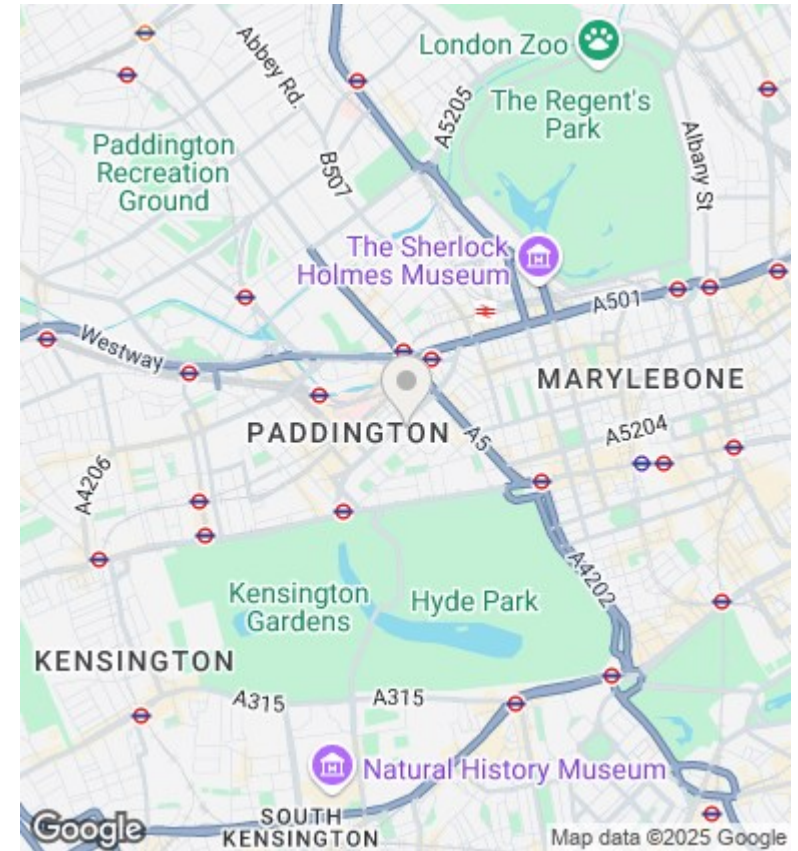 London Zoo
Abbey Rd.
A5205
The Regent's
Park
Albany St
Paddington
Recreation
Ground
B507
The Sherlock
Holmes Museum
A501
Westway
MARYLEBONE
PADDINGTON
A5
A5204
A4206
A4202
Kensington
Gardens
Hyde Park
KENSINGTON
A315
A315
Natural History Museum
SOUTH
KENSINGTON
Google
Map data ©2025 Google